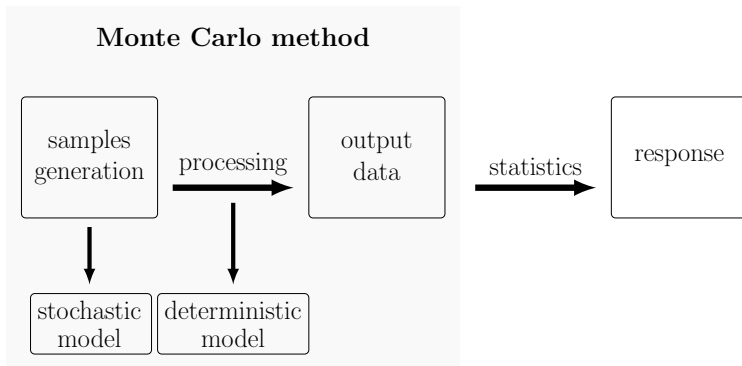 Monte Carlo method
samples
generation
processing
output
data
statistics
response
stochastic
model
deterministic
model